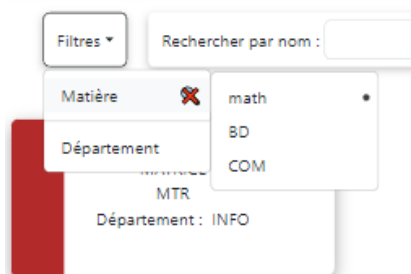 Filtres
Rechercher par nom :
Matière
math
BD
Département
COM
MTR
Département : INFO